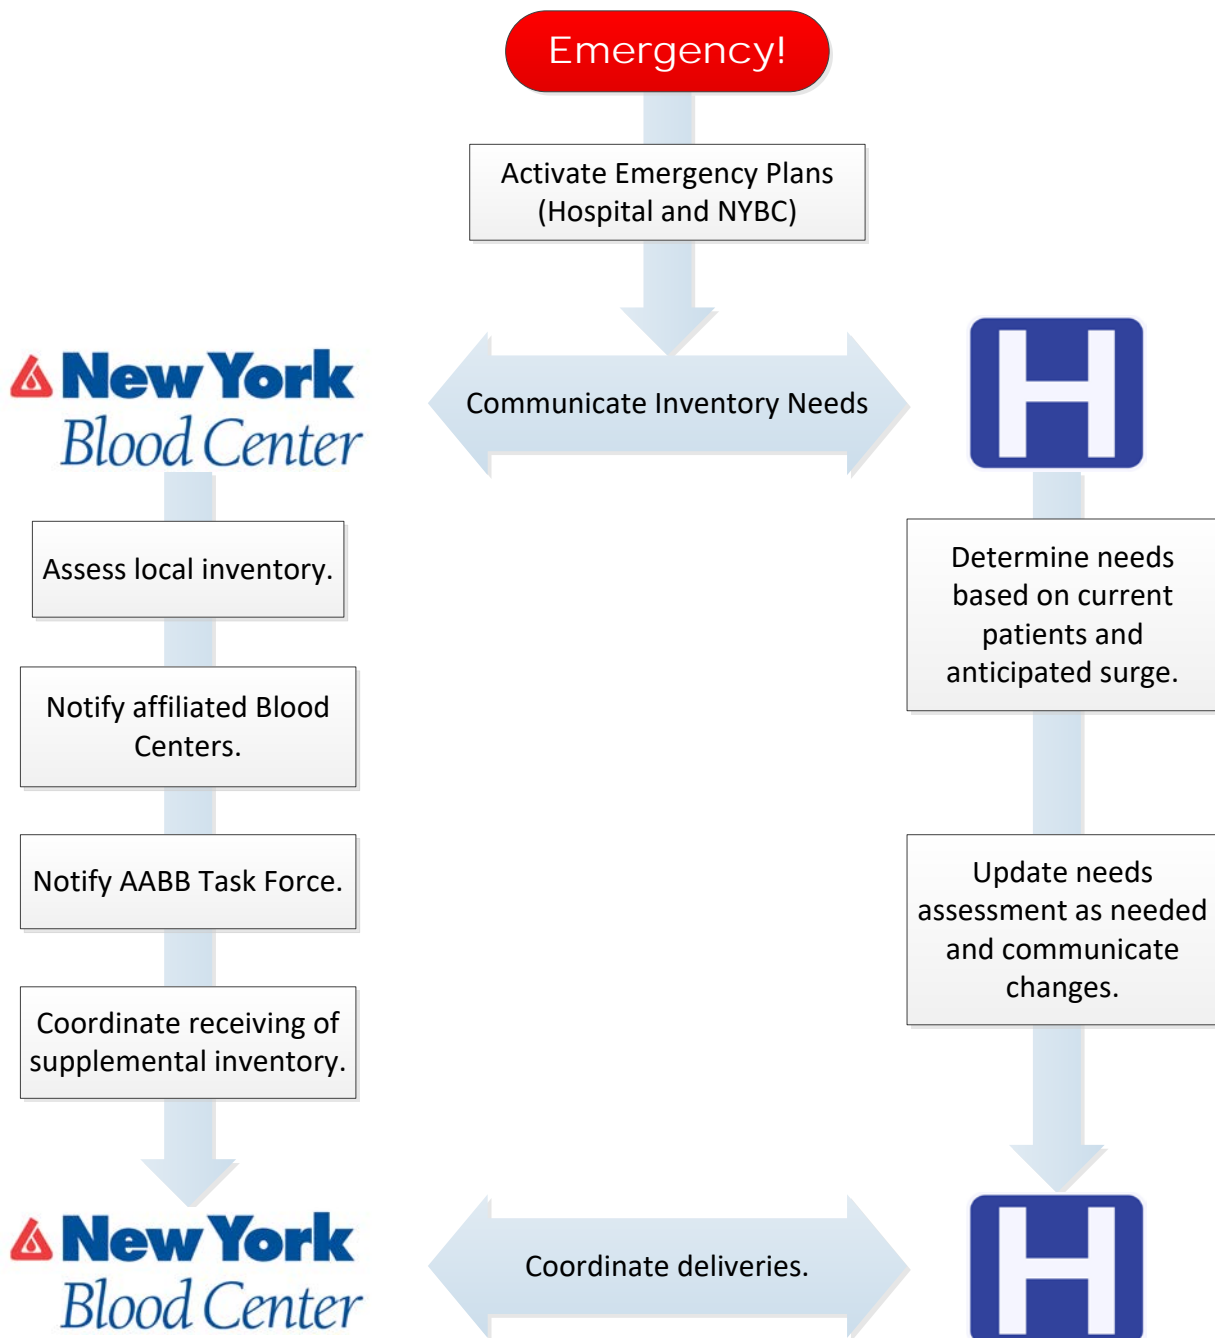 Emergency!
Activate Emergency Plans
(Hospital and NYBC)
New York
Blood Center
Communicate Inventory Needs
H
Assess local inventory.
Notify affiliated Blood
Centers.
Notify AABB Task Force.
Coordinate receiving of
supplemental inventory.
Determine needs
based on current
patients and
anticipated surge.
Update needs
assessment as needed
and communicate
changes.
New York
Blood Center
Coordinate deliveries.
H